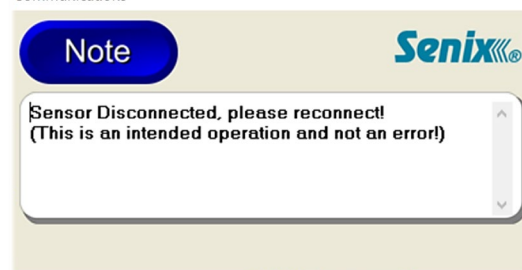 Note
Senix®
Sensor Disconnected, please reconnect!
(This is an intended operation and not an error!)